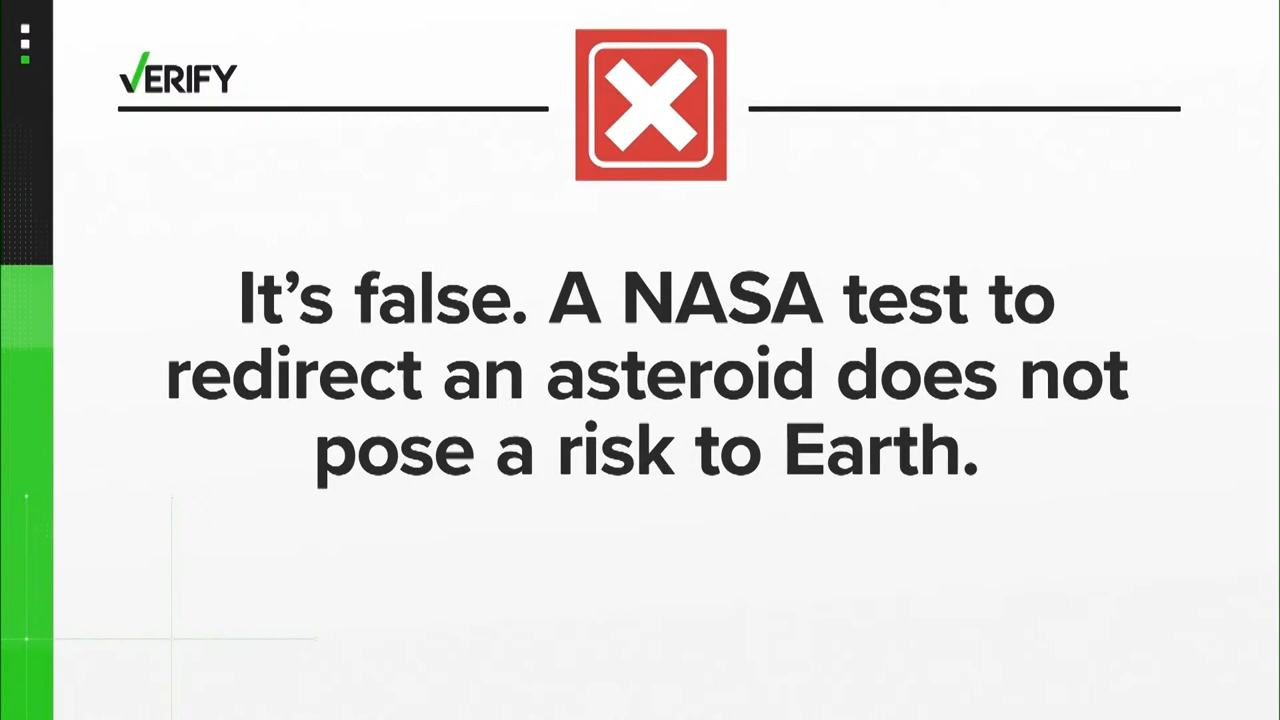 VERIFY
It’s false. A NASA test to
redirect an asteroid does not
pose a risk to Earth.